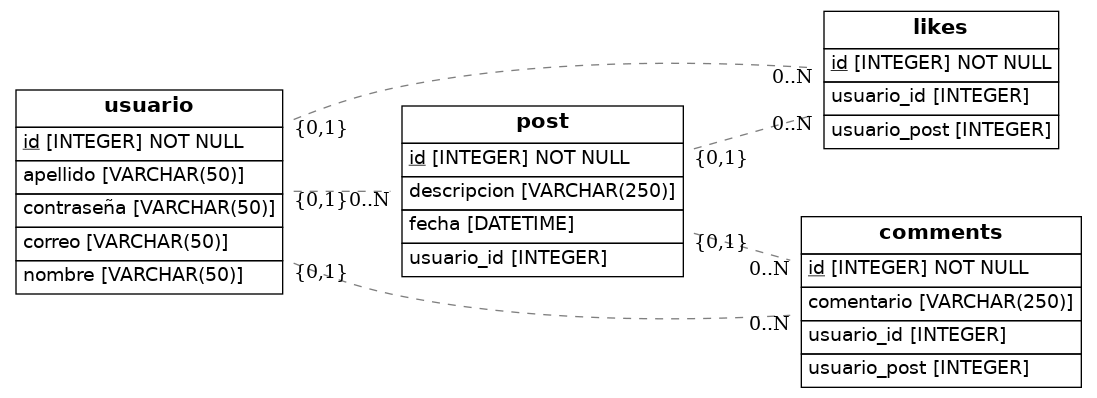 usuario
id [INTEGER] NOT NULL
apellido [VARCHAR(50)]
contraseña [VARCHAR(50)]
correo [VARCHAR(50)]
nombre [VARCHAR(50)]
{0,1}
{0,1}
0..N
{0,1}
post
id [INTEGER] NOT NULL
descripcion [VARCHAR(250)]
fecha [DATETIME]
usuario_id [INTEGER]
{0,1}
{0,1}
0..N
0..N
likes
id [INTEGER] NOT NULL
usuario_id [INTEGER]
usuario_post [INTEGER]
0..N
0..N
comments
id [INTEGER] NOT NULL
comentario [VARCHAR(250)]
usuario_id [INTEGER]
usuario_post [INTEGER]